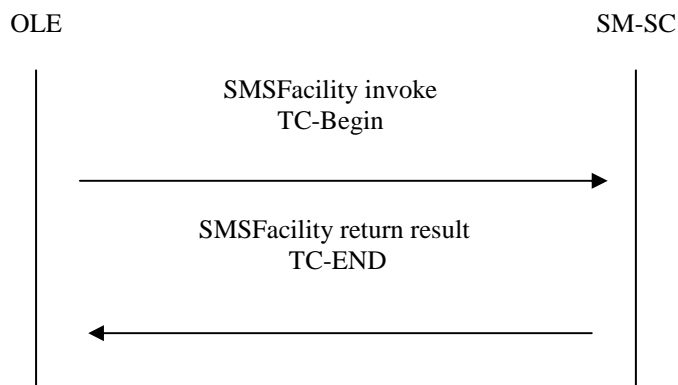 OLE SM-SC
SMSFacility invoke
TC-Begin
SMSFacility return result
TC-END